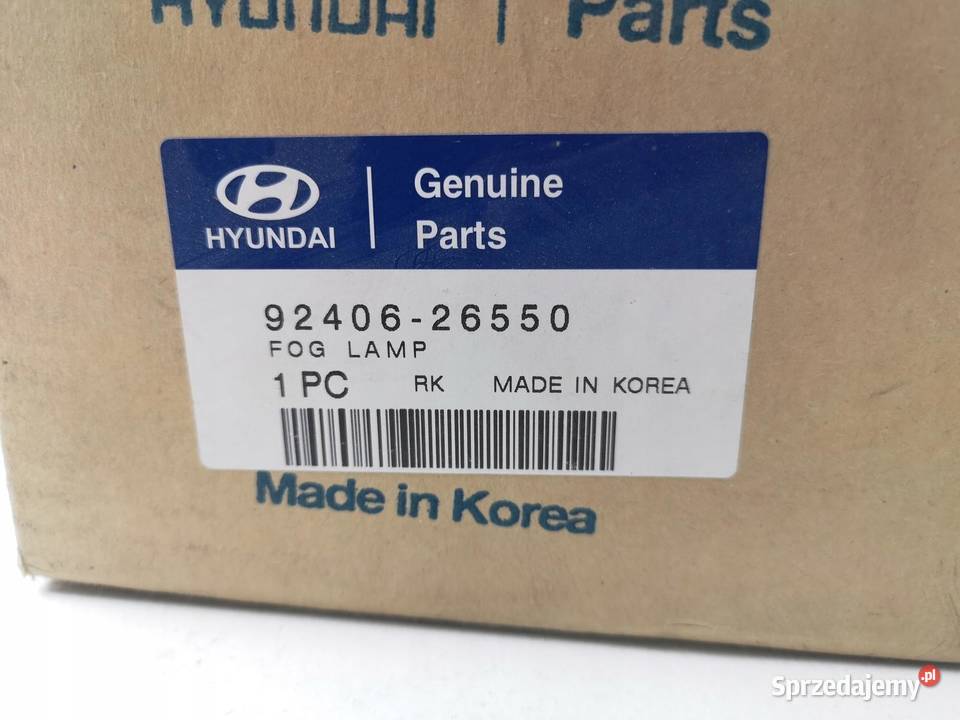 HYUNDAI | Parts
Genuine
HYUNDAI
Parts
92406-26550
FOG LAMP
1 PC RK MADE IN KOREA
Made in Korea
Sprzedajemy.pl